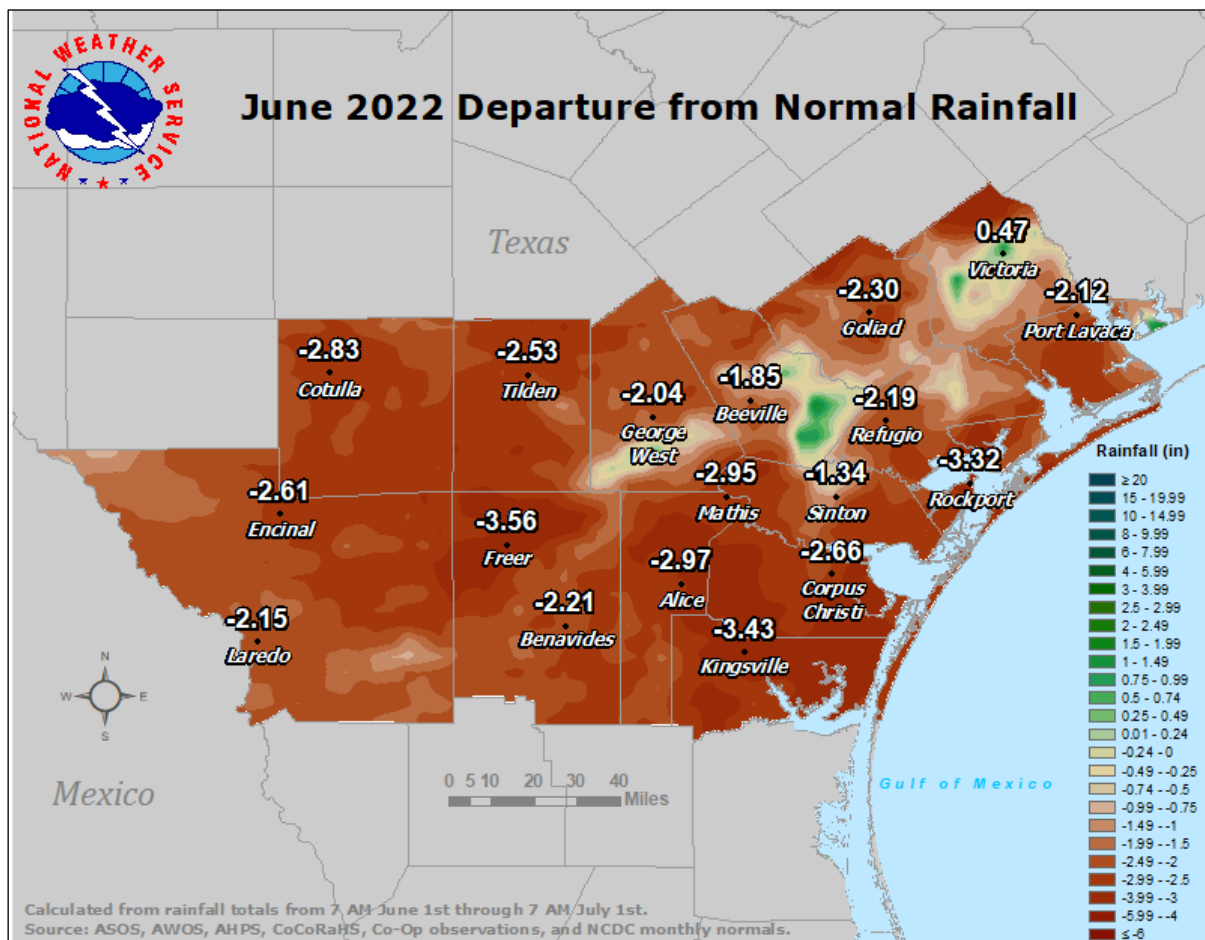 NATIONAL WEATHER SERVICE
June 2022 Departure from Normal Rainfall
Texas
0.47
Victoria
-2.30
Goliad
-2.12
Port Lavaca
-2.83
Cotulla
-2.53
Tilden
-2.04
George
West
-1.85
Beeville
-2.19
Refugio
-3.32
Rockport
-2.61
Encinal
-3.56
Freer
-2.95
Mathis
-1.34
Sinton
-2.97
Alice
-2.66
Corpus
Christi
-2.15
Laredo
-2.21
Benavides
-3.43
Kingsville
N
W E
S
Mexico
0 5 10 20 30 40
Miles
Gulf of Mexico
Rainfall (in)
≥ 20
15 - 19.99
10 - 14.99
8 - 9.99
6 - 7.99
4 - 5.99
3 - 3.99
2.5 - 2.99
2 - 2.49
1.5 - 1.99
1 - 1.49
0.75 - 0.99
0.5 - 0.74
0.25 - 0.49
0.01 - 0.24
-0.24 - 0
-0.49 - -0.25
-0.74 - -0.5
-0.99 - -0.75
-1.49 - -1
-1.99 - -1.5
-2.49 - -2
-2.99 - -2.5
-3.99 - -3
-5.99 - -4
≤ -6
Calculated from rainfall totals from 7 AM June 1st through 7 AM July 1st.
Source: ASOS, AWOS, AHPS, CoCoRaHS, Co-Op observations, and NCDC monthly normals.